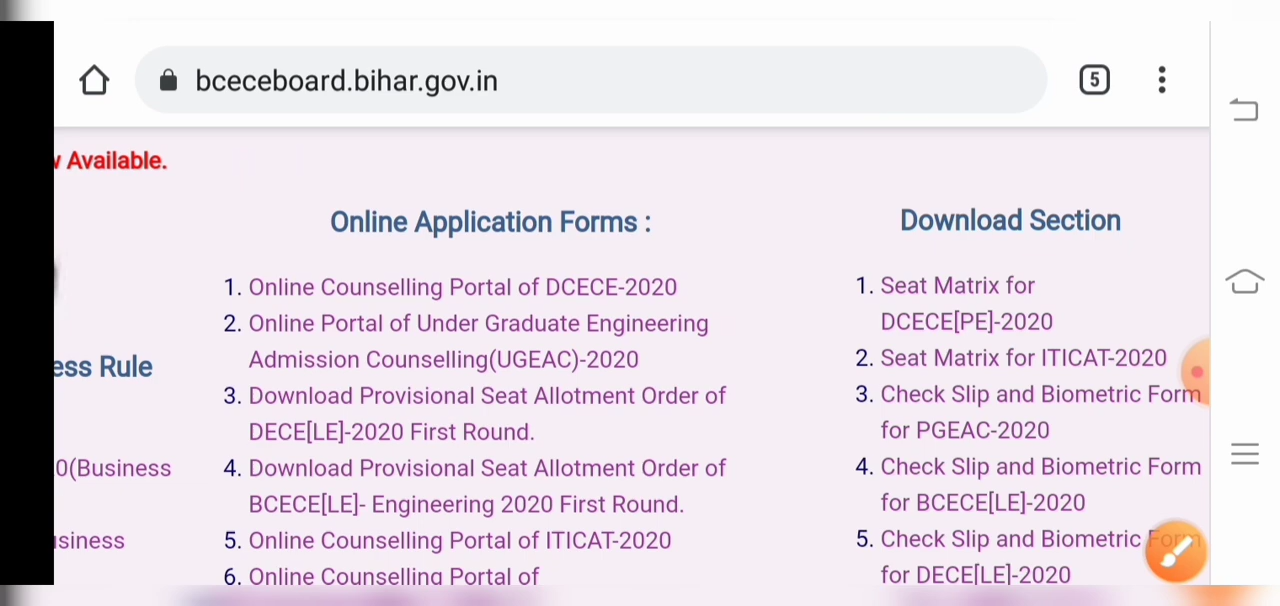 bceceboard.bihar.gov.in
5
Available.
Online Application Forms :
Download Section
1. Online Counselling Portal of DCECE-2020
2. Online Portal of Under Graduate Engineering
Admission Counselling(UGEAC)-2020
3. Download Provisional Seat Allotment Order of
DECE[LE]-2020 First Round.
4. Download Provisional Seat Allotment Order of
BCECE[LE]- Engineering 2020 First Round.
5. Online Counselling Portal of ITICAT-2020
6. Online Counselling Portal of
1. Seat Matrix for
DCECE[PE]-2020
2. Seat Matrix for ITICAT-2020
3. Check Slip and Biometric Form
for PGEAC-2020
4. Check Slip and Biometric Form
for BCECE[LE]-2020
5. Check Slip and Biometric Form
for DECE[LE]-2020
ess Rule
0(Business
siness